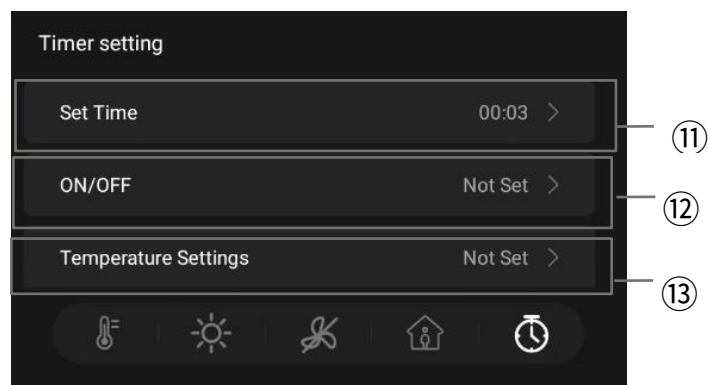 Timer setting
Set Time 00:03 >
⑪
ON/OFF Not Set >
⑫
Temperature Settings Not Set >
⑬